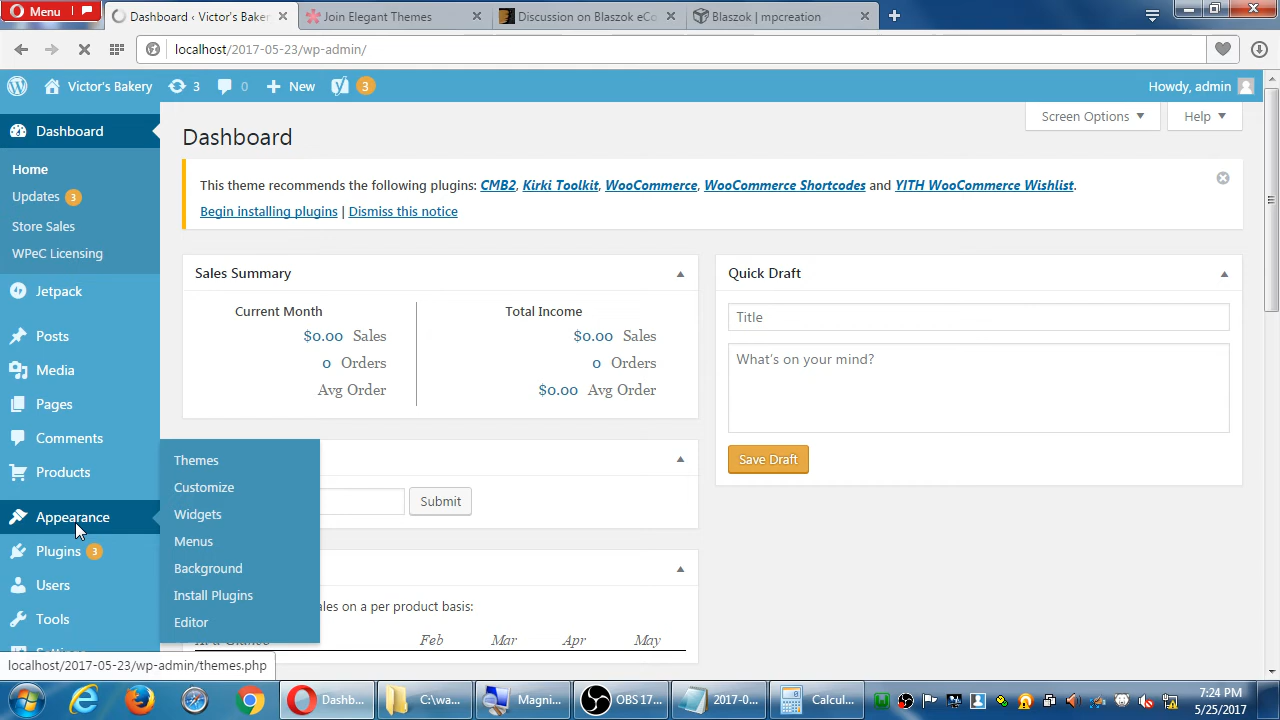 Menu
Dashboard ‹ Victor's Baker
Join Elegant Themes
Discussion on Blaszok eCo
Blaszok | mpcreation
localhost/2017-05-23/wp-admin/
Victor's Bakery
3
0
New
3
Howdy, admin
Dashboard
Home
Updates 3
Store Sales
WPeC Licensing
Jetpack
Posts
Media
Pages
Comments
Products
Appearance
Plugins 3
Users
Tools
Themes
Customize
Widgets
Menus
Background
Install Plugins
Editor
Screen Options
Help
Dashboard
This theme recommends the following plugins: CMB2, Kirki Toolkit, WooCommerce, WooCommerce Shortcodes and YITH WooCommerce Wishlist.
Begin installing plugins | Dismiss this notice
Sales Summary
Current Month
Total Income
$0.00 Sales
$0.00 Sales
0 Orders
0 Orders
Avg Order
$0.00 Avg Order
Submit
ales on a per product basis:
Feb Mar Apr May
Quick Draft
Title
What's on your mind?
Save Draft
localhost/2017-05-23/wp-admin/themes.php
Dashb...
C:\wa...
Magni...
OBS 17...
2017-0...
Calcul...
7:24 PM
5/25/2017